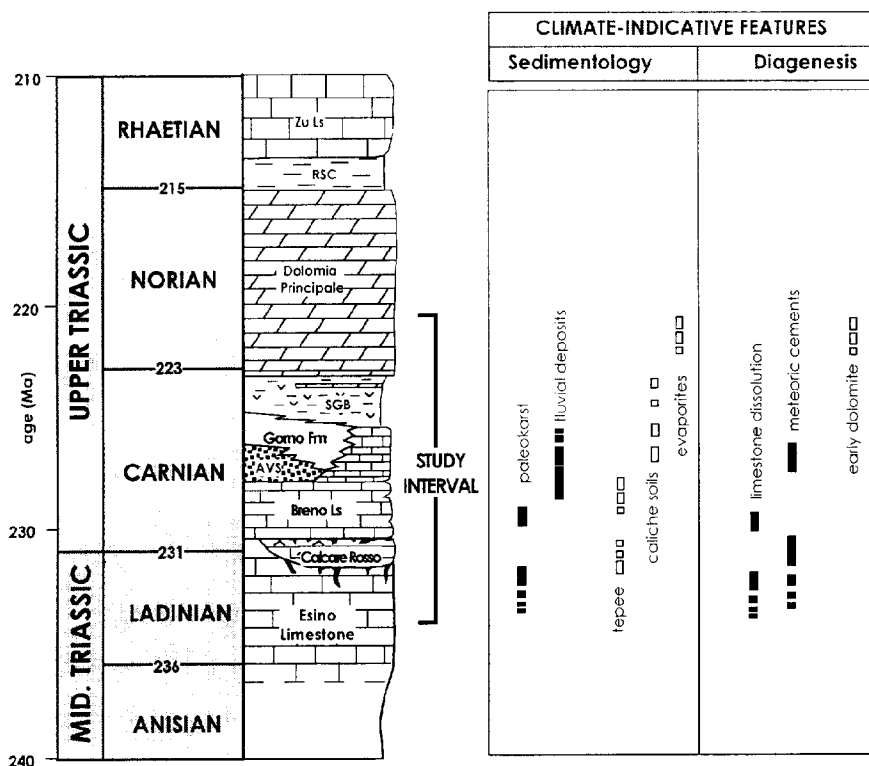 CLIMATE-INDICATIVE FEATURES
Sedimentology
Diagenesis
210
RHAETIAN
Zu Ls
RSC
215
NORIAN
Dolomia
Principale
220
223
UPPER TRIASSIC
age (Ma)
SGB
Gorno Fm
AVS
CARNIAN
STUDY
INTERVAL
Breno Ls
230
231
Calcare Rosso
MID. TRIASSIC
LADINIAN
Esino
Limestone
236
ANISIAN
240
paleokarst
fluvial deposits
tepee
caliche soils
evaporites
limestone dissolution
meteoric cements
early dolomite